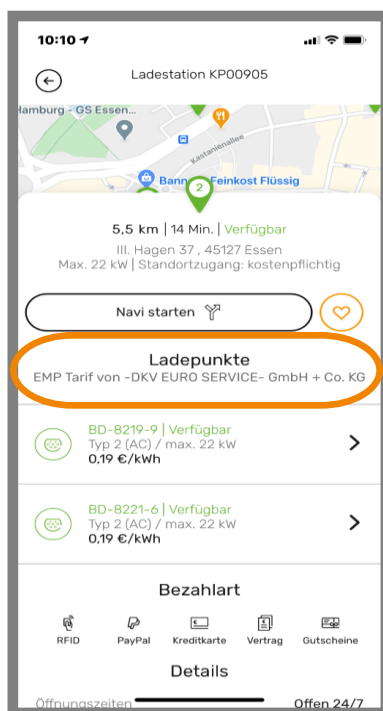 10:10
Ladestation KP00905
Hamburg - GS Essen...
Kastanienallee
Feinkost Flüssig
2
5,5 km | 14 Min. | Verfügbar
III. Hagen 37 , 45127 Essen
Max. 22 kW | Standortzugang: kostenpflichtig
Navi starten
Ladepunkte
EMP Tarif von -DKV EURO SERVICE- GmbH + Co. KG
BD-8219-9 | Verfügbar
Typ 2 (AC) / max. 22 kW
0,19 €/kWh
BD-8221-6 | Verfügbar
Typ 2 (AC) / max. 22 kW
0,19 €/kWh
Bezahlart
RFID PayPal Kreditkarte Vertrag Gutscheine
Details
Öffnungszeiten Offen 24/7